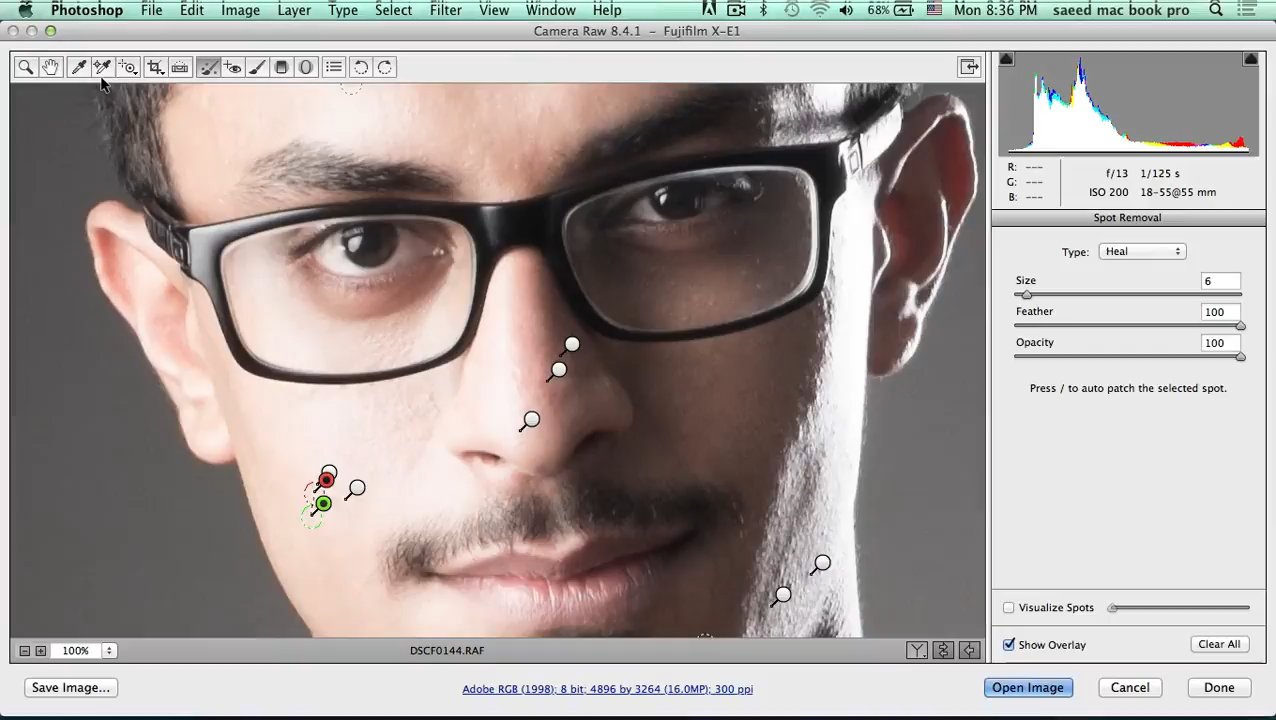 Photoshop File Edit Image Layer Type Select Filter View Window Help 68% Mon 8:36 PM saeed mac book pro
Camera Raw 8.4.1 - Fujifilm X-E1
R: ---
G: ---
B: ---
f/13 1/125 s
ISO 200 18-55@55 mm
Spot Removal
Type: Heal
Size 6
Feather 100
Opacity 100
Press / to auto patch the selected spot.
Visualize Spots
Show Overlay Clear All
100% DSCF0144.RAF Y
Save Image... Adobe RGB (1998); 8 bit; 4896 by 3264 (16.0MP); 300 ppi Open Image Cancel Done